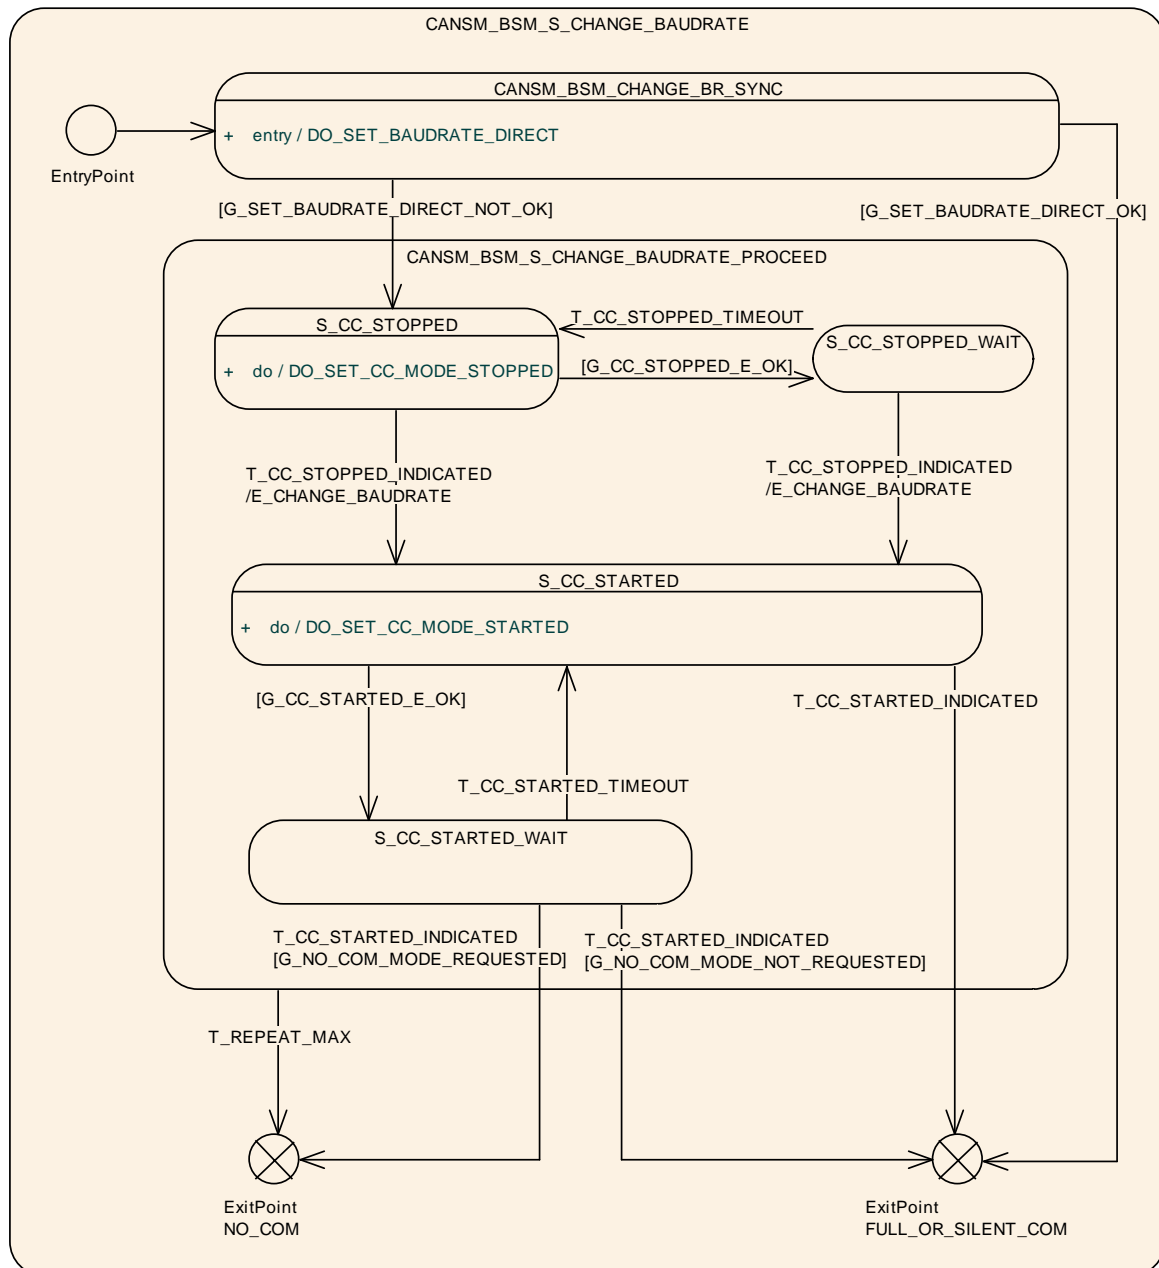 CANSM_BSM_S_CHANGE_BAUDRATE
CANSM_BSM_CHANGE_BR_SYNC
+ entry / DO_SET_BAUDRATE_DIRECT
EntryPoint
[G_SET_BAUDRATE_DIRECT_NOT_OK]
[G_SET_BAUDRATE_DIRECT_OK]
CANSM_BSM_S_CHANGE_BAUDRATE_PROCEED
S_CC_STOPPED
+ do / DO_SET_CC_MODE_STOPPED
T_CC_STOPPED_TIMEOUT
[G_CC_STOPPED_E_OK]
S_CC_STOPPED_WAIT
T_CC_STOPPED_INDICATED
/E_CHANGE_BAUDRATE
T_CC_STOPPED_INDICATED
/E_CHANGE_BAUDRATE
S_CC_STARTED
+ do / DO_SET_CC_MODE_STARTED
[G_CC_STARTED_E_OK]
T_CC_STARTED_INDICATED
T_CC_STARTED_TIMEOUT
S_CC_STARTED_WAIT
T_CC_STARTED_INDICATED
[G_NO_COM_MODE_REQUESTED]
T_CC_STARTED_INDICATED
[G_NO_COM_MODE_NOT_REQUESTED]
T_REPEAT_MAX
ExitPoint
NO_COM
ExitPoint
FULL_OR_SILENT_COM